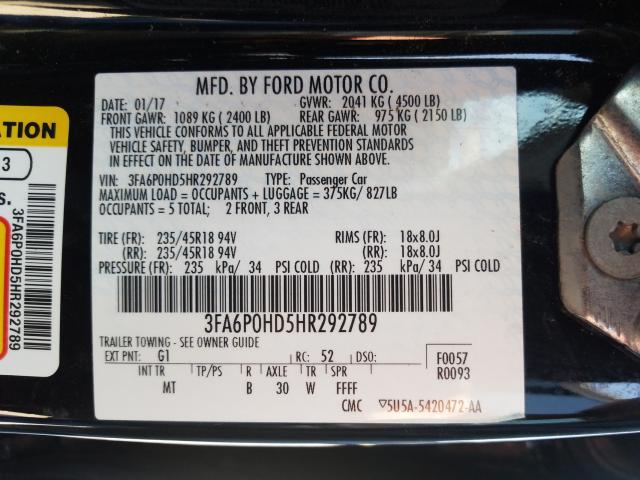 MFD. BY FORD MOTOR CO.
DATE: 01/17 GVWR: 2041 KG ( 4500 LB)
FRONT GAWR: 1089 KG ( 2400 LB) REAR GAWR: 975 KG ( 2150 LB)
THIS VEHICLE CONFORMS TO ALL APPLICABLE FEDERAL MOTOR
VEHICLE SAFETY, BUMPER, AND THEFT PREVENTION STANDARDS
IN EFFECT ON THE DATE OF MANUFACTURE SHOWN ABOVE.
VIN: 3FA6P0HD5HR292789 TYPE: Passenger Car
MAXIMUM LOAD = OCCUPANTS + LUGGAGE = 375KG/ 827LB
OCCUPANTS = 5 TOTAL; 2 FRONT, 3 REAR
TIRE (FR): 235/45R18 94V RIMS (FR): 18x8.0J
(RR): 235/45R18 94V (RR): 18x8.0J
PRESSURE (FR): 235 kPa/ 34 PSI COLD (RR): 235 kPa/ 34 PSI COLD
3FA6P0HD5HR292789
TRAILER TOWING - SEE OWNER GUIDE
EXT PNT: G1 RC: 52 DSO: F0057
R0093
INT TR TP/PS R AXLE TR SPR
MT B 30 W FFFF
CMC ▽5U5A-5420472-AA
ATION
3
s.
3FA6P0HD5HR292789